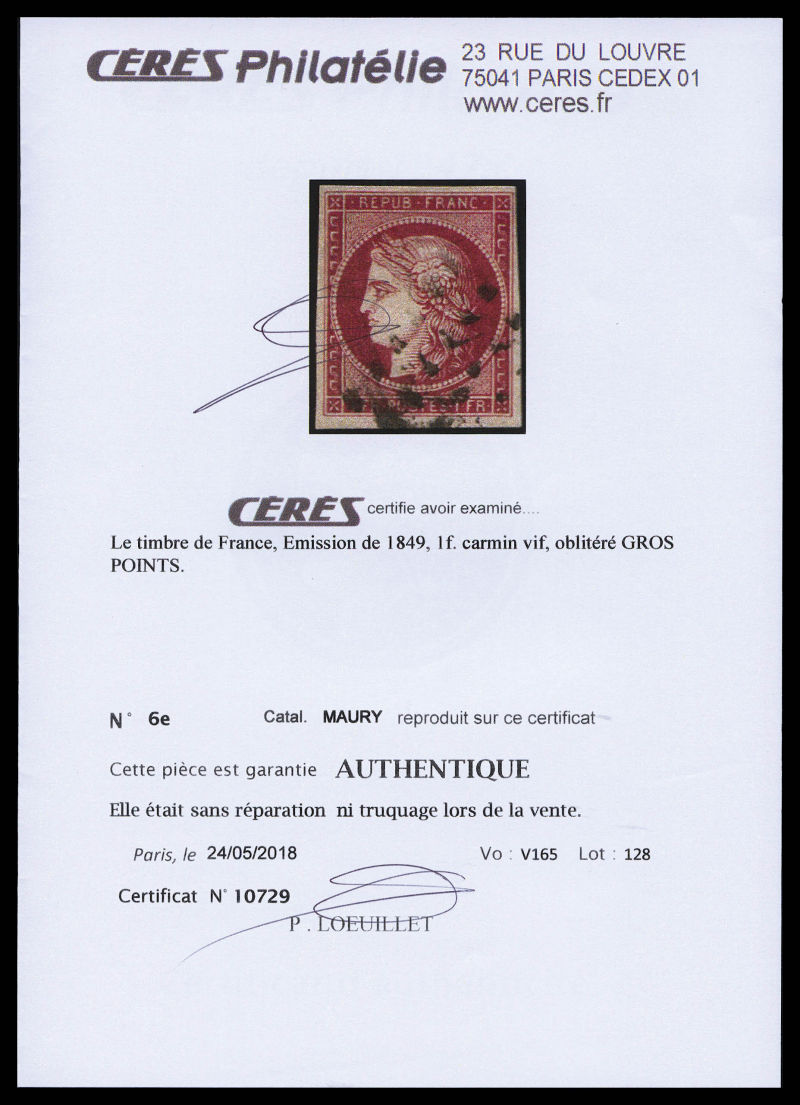 CÉRÈS Philatélie
23 RUE DU LOUVRE
75041 PARIS CEDEX 01
www.ceres.fr
REPUB FRANC
CÉRÈS certifie avoir examiné....
Le timbre de France, Emission de 1849, 1f. carmin vif, oblitéré GROS
POINTS.
N° 6e Catal. MAURY reproduit sur ce certificat
Cette pièce est garantie AUTHENTIQUE
Elle était sans réparation ni truquage lors de la vente.
Paris, le 24/05/2018 Vo : V165 Lot : 128
Certificat N° 10729
P . LOEUILLET